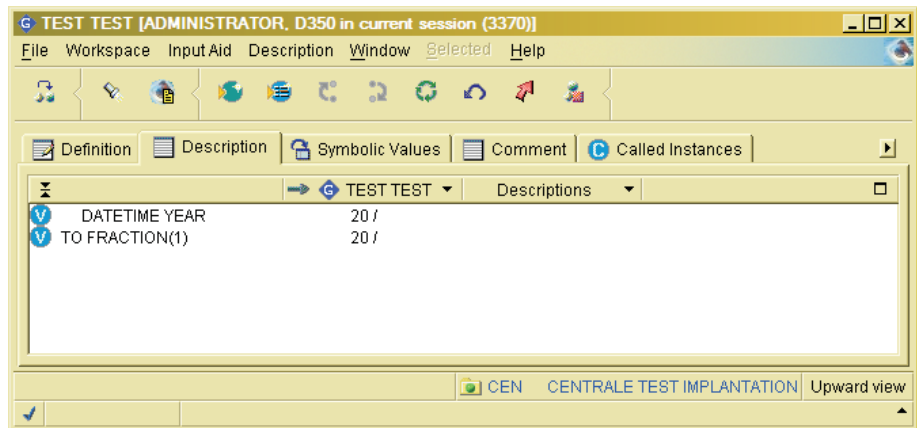 TEST TEST [ADMINISTRATOR, D350 in current session (3370)]
File Workspace Input Aid Description Window Selected Help
Definition Description Symbolic Values Comment C Called Instances
G TEST TEST Descriptions
V DATETIME YEAR 20 /
V TO FRACTION(1) 20 /
CEN CENTRALE TEST IMPLANTATION Upward view